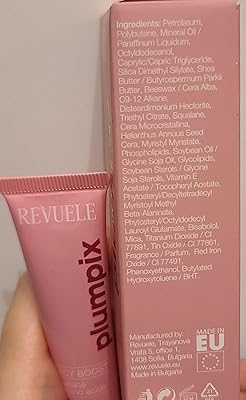 Ingredients: Petrolatum,
Polybutene, Mineral Oil /
Paraffinum Liquidum,
Octyldodecanol,
Caprylic/Capric Triglyceride,
Silica Dimethyl Silylate, Shea
Butter / Butyrospermum Parkii
Butter, Beeswax / Cera Alba,
C9-12 Alkane,
Disteardimonium Hectorite,
Triethyl Citrate, Squalane,
Cera Microcristallina,
Helianthus Annuus Seed
Cera, Myristyl Myristate,
Phospholipids, Soybean Oil /
Glycine Soja Oil, Glycolipids,
Soybean Sterols / Glycine
Soja Sterols, Vitamin E
Acetate / Tocopheryl Acetate,
Phytosteryl/Decyltetradecyl
Myristoyl Methyl
Beta-Alaninate,
Phytosteryl/Octyldodecyl
Lauroyl Glutamate, Bisabolol,
Mica, Titanium Dioxide / CI
77891, Tin Oxide / CI 77861,
Fragrance / Parfum, Red Iron
Oxide / CI 77491,
Phenoxyethanol, Butylated
Hydroxytoluene / BHT.
Manufactured by:
Revuele, Trayanova
Vrata 5, office 1,
1408 Sofia, Bulgaria
www.revuele.eu
Made in Bulgaria
MADE IN
EU
REVUELE
plumpix
BOOST